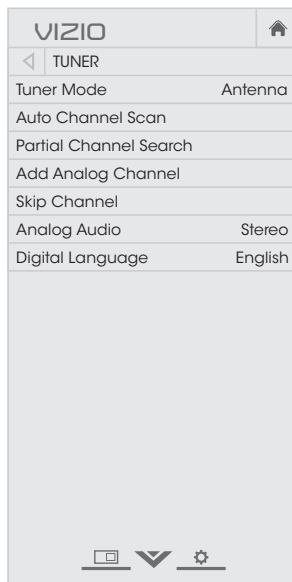 VIZIO
TUNER
Tuner Mode Antenna
Auto Channel Scan
Partial Channel Search
Add Analog Channel
Skip Channel
Analog Audio Stereo
Digital Language English